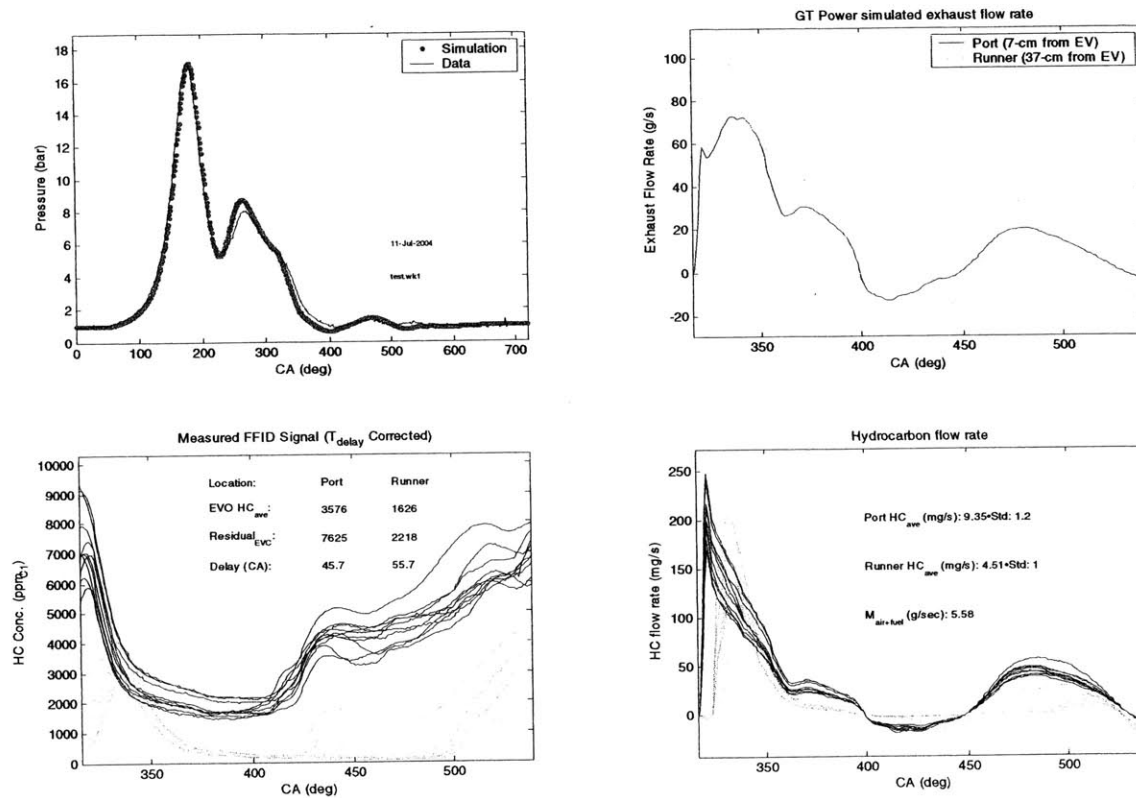 Simulation
Data
18
16
14
12
10
8
6
4
2
0
Pressure (bar)
11-Jul-2004
test.wk1
0 100 200 300 400 500 600 700
CA (deg)
GT Power simulated exhaust flow rate
Port (7-cm from EV)
Runner (37-cm from EV)
100
80
60
40
20
0
-20
Exhaust Flow Rate (g/s)
350 400 450 500
CA (deg)
Measured FFID Signal (Tdelay Corrected)
Location: Port Runner
EVO HCave: 3576 1626
ResidualEVC: 7625 2218
Delay (CA): 45.7 55.7
10000
9000
8000
7000
6000
5000
4000
3000
2000
1000
0
HC Conc. (ppmC1)
350 400 450 500
CA (deg)
Hydrocarbon flow rate
Port HCave (mg/s): 9.35•Std: 1.2
Runner HCave (mg/s): 4.51•Std: 1
Mair+fuel (g/sec): 5.58
250
200
150
100
50
0
HC flow rate (mg/s)
350 400 450 500
CA (deg)